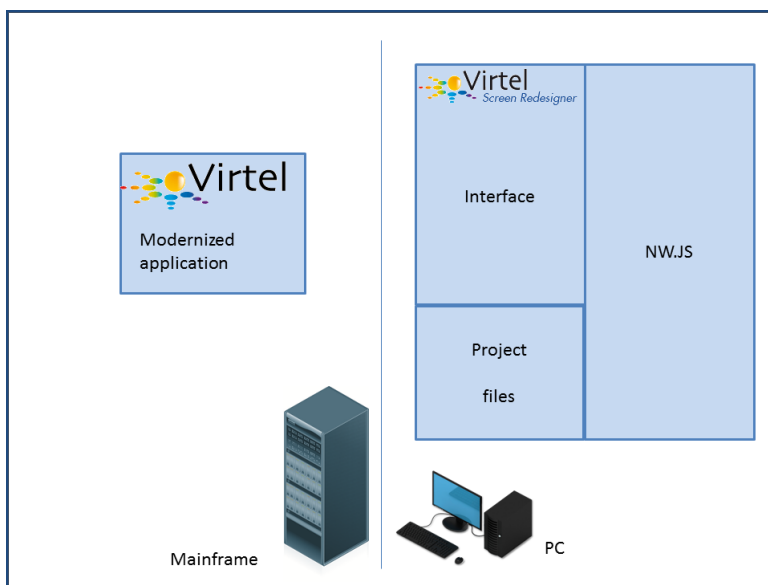 Virtel
Modernized
application
Mainframe
Virtel
Screen Redesigner
Interface
NW.JS
Project
files
PC